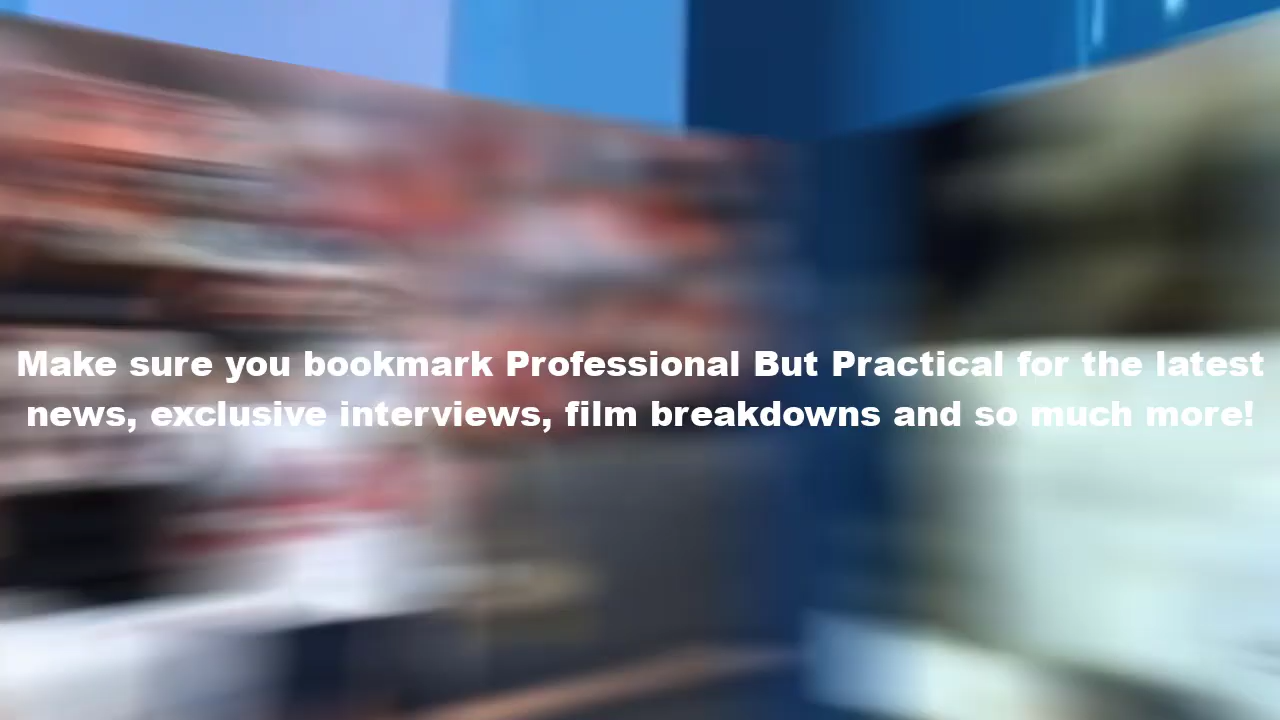 Make sure you bookmark Professional But Practical for the latest
news, exclusive interviews, film breakdowns and so much more!